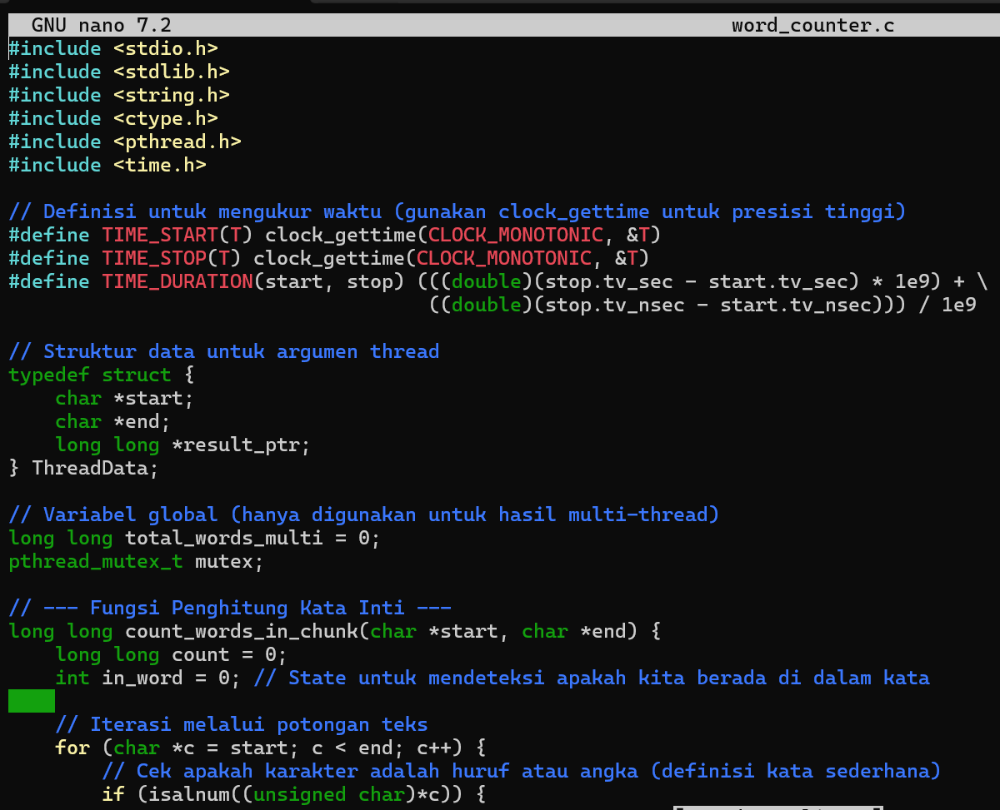 GNU nano 7.2 word_counter.c
#include <stdio.h>
#include <stdlib.h>
#include <string.h>
#include <ctype.h>
#include <pthread.h>
#include <time.h>
// Definisi untuk mengukur waktu (gunakan clock_gettime untuk presisi tinggi)
#define TIME_START(T) clock_gettime(CLOCK_MONOTONIC, &T)
#define TIME_STOP(T) clock_gettime(CLOCK_MONOTONIC, &T)
#define TIME_DURATION(start, stop) (((double)(stop.tv_sec - start.tv_sec) * 1e9) + \
((double)(stop.tv_nsec - start.tv_nsec))) / 1e9
// Struktur data untuk argumen thread
typedef struct {
char *start;
char *end;
long long *result_ptr;
} ThreadData;
// Variabel global (hanya digunakan untuk hasil multi-thread)
long long total_words_multi = 0;
pthread_mutex_t mutex;
// --- Fungsi Penghitung Kata Inti ---
long long count_words_in_chunk(char *start, char *end) {
long long count = 0;
int in_word = 0; // State untuk mendeteksi apakah kita berada di dalam kata
// Iterasi melalui potongan teks
for (char *c = start; c < end; c++) {
// Cek apakah karakter adalah huruf atau angka (definisi kata sederhana)
if (isalnum((unsigned char)*c)) {